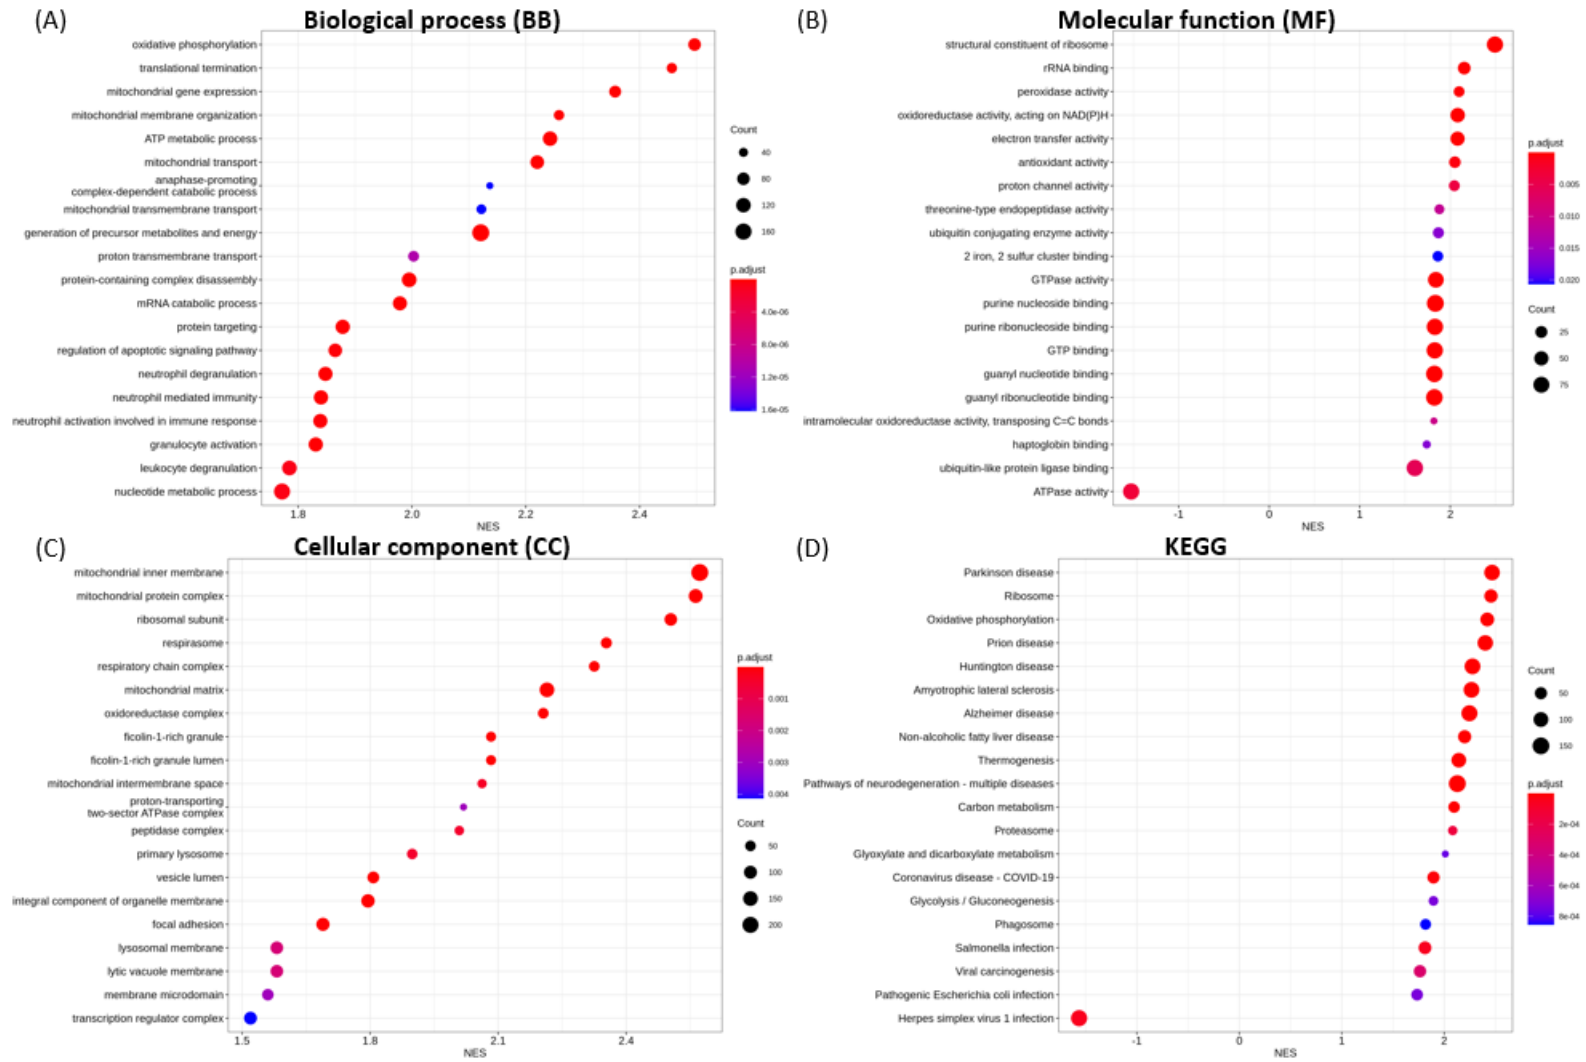 (A)
Biological process (BB)
oxidative phosphorylation
translational termination
mitochondrial gene expression
mitochondrial membrane organization
ATP metabolic process
mitochondrial transport
anaphase-promoting
complex-dependent catabolic process
mitochondrial transmembrane transport
generation of precursor metabolites and energy
proton transmembrane transport
protein-containing complex disassembly
mRNA catabolic process
protein targeting
regulation of apoptotic signaling pathway
neutrophil degranulation
neutrophil mediated immunity
neutrophil activation involved in immune response
granulocyte activation
leukocyte degranulation
nucleotide metabolic process
1.8 2.0 2.2 2.4
NES
Count
40
80
120
160
p.adjust
4.0e-06
8.0e-06
1.2e-05
1.6e-05
(B)
Molecular function (MF)
structural constituent of ribosome
rRNA binding
peroxidase activity
oxidoreductase activity, acting on NAD(P)H
electron transfer activity
antioxidant activity
proton channel activity
threonine-type endopeptidase activity
ubiquitin conjugating enzyme activity
2 iron, 2 sulfur cluster binding
GTPase activity
purine nucleoside binding
purine ribonucleoside binding
GTP binding
guanyl nucleotide binding
guanyl ribonucleotide binding
intramolecular oxidoreductase activity, transposing C=C bonds
haptoglobin binding
ubiquitin-like protein ligase binding
ATPase activity
-1 0 1 2
NES
p.adjust
0.005
0.010
0.015
0.020
Count
25
50
75
(C)
Cellular component (CC)
mitochondrial inner membrane
mitochondrial protein complex
ribosomal subunit
respirasome
respiratory chain complex
mitochondrial matrix
oxidoreductase complex
ficolin-1-rich granule
ficolin-1-rich granule lumen
mitochondrial intermembrane space
proton-transporting
two-sector ATPase complex
peptidase complex
primary lysosome
vesicle lumen
integral component of organelle membrane
focal adhesion
lysosomal membrane
lytic vacuole membrane
membrane microdomain
transcription regulator complex
1.5 1.8 2.1 2.4
NES
p.adjust
0.001
0.002
0.003
0.004
Count
50
100
150
200
(D)
KEGG
Parkinson disease
Ribosome
Oxidative phosphorylation
Prion disease
Huntington disease
Amyotrophic lateral sclerosis
Alzheimer disease
Non-alcoholic fatty liver disease
Thermogenesis
Pathways of neurodegeneration - multiple diseases
Carbon metabolism
Proteasome
Glyoxylate and dicarboxylate metabolism
Coronavirus disease - COVID-19
Glycolysis / Gluconeogenesis
Phagosome
Salmonella infection
Viral carcinogenesis
Pathogenic Escherichia coli infection
Herpes simplex virus 1 infection
-1 0 1 2
NES
Count
50
100
150
p.adjust
2e-04
4e-04
6e-04
8e-04